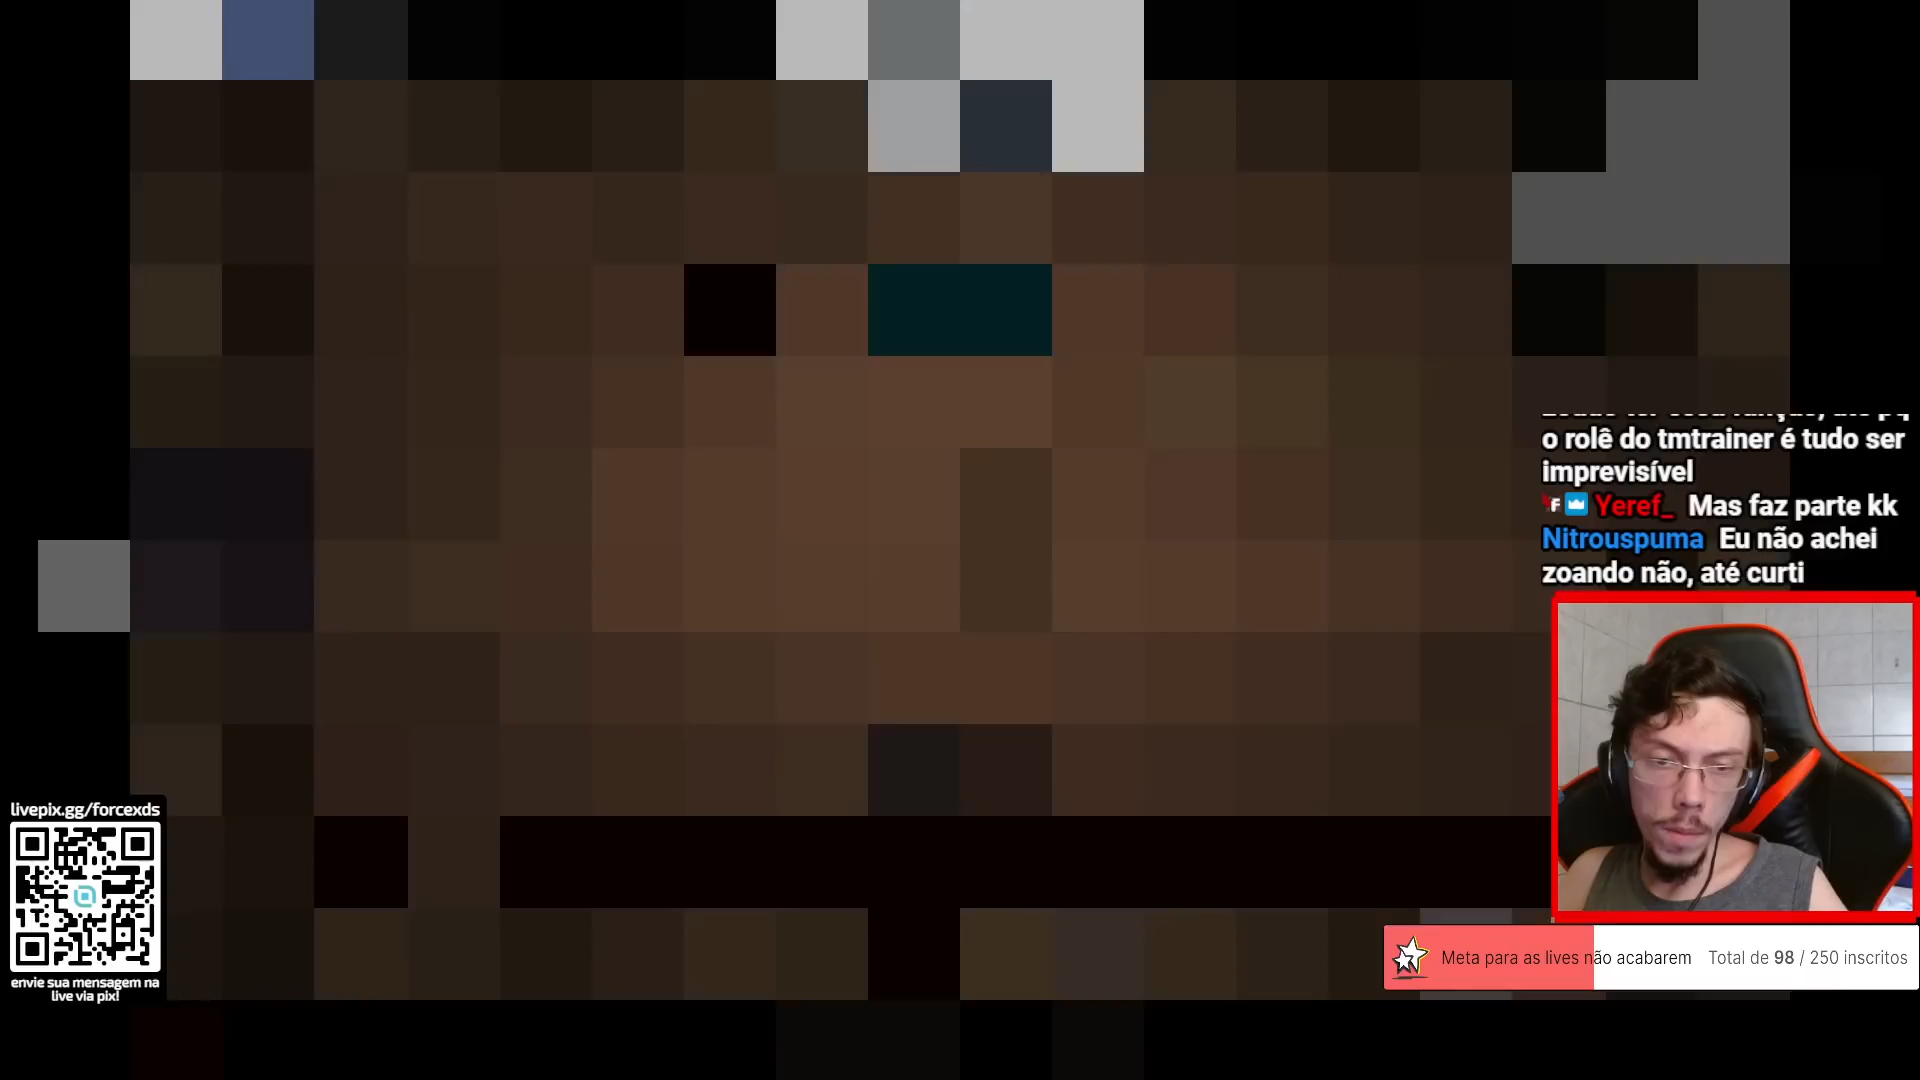 o rolê do tmtrainer é tudo ser
imprevisível
Yeref_ Mas faz parte kk
Nitrouspuma Eu não achei
zoando não, até curti
livepix.gg/forcexds
envie sua mensagem na
live via pix!
Meta para as lives não acabarem Total de 98 / 250 inscritos